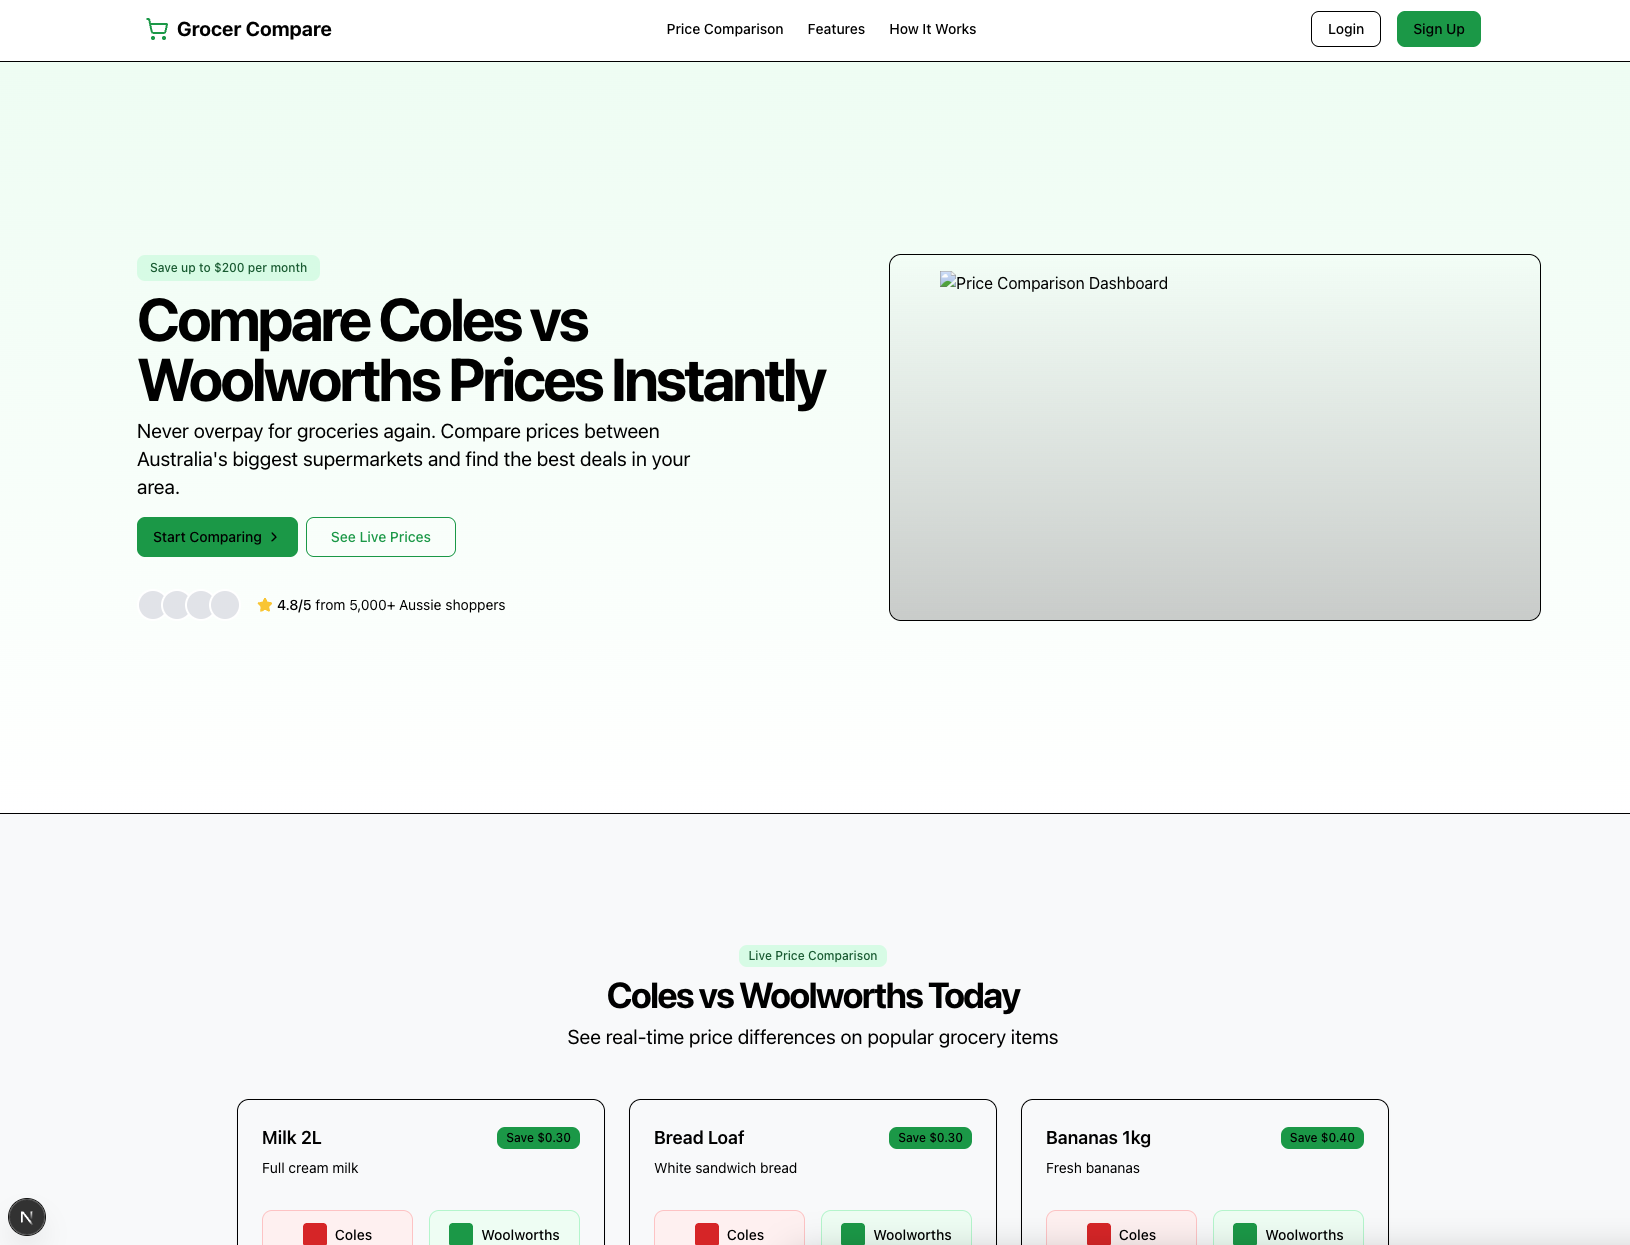 Grocer Compare
Price Comparison
Features
How It Works
Login
Sign Up
Save up to $200 per month
Compare Coles vs
Woolworths Prices Instantly
Never overpay for groceries again. Compare prices between
Australia's biggest supermarkets and find the best deals in your
area.
Start Comparing
See Live Prices
4.8/5 from 5,000+ Aussie shoppers
Price Comparison Dashboard
Live Price Comparison
Coles vs Woolworths Today
See real-time price differences on popular grocery items
Milk 2L
Save $0.30
Full cream milk
Coles
Woolworths
Bread Loaf
Save $0.30
White sandwich bread
Coles
Woolworths
Bananas 1kg
Save $0.40
Fresh bananas
Coles
Woolworths
N